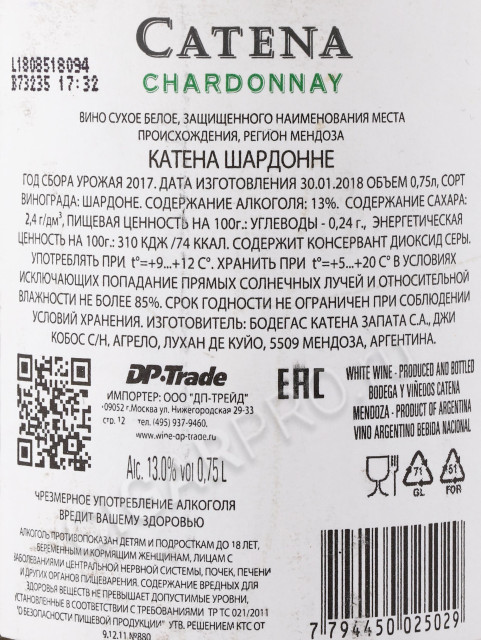 CATENA
L1808518094
B73235 17:32
CHARDONNAY
ВИНО СУХОЕ БЕЛОЕ, ЗАЩИЩЕННОГО НАИМЕНОВАНИЯ МЕСТА
ПРОИСХОЖДЕНИЯ, РЕГИОН МЕНДОЗА
КАТЕНА ШАРДОННЕ
ГОД СБОРА УРОЖАЯ 2017. ДАТА ИЗГОТОВЛЕНИЯ 30.01.2018 ОБЪЕМ 0,75л, СОРТ
ВИНОГРАДА: ШАРДОНЕ. СОДЕРЖАНИЕ АЛКОГОЛЯ: 13%. СОДЕРЖАНИЕ САХАРА:
2,4 г/дм³, ПИЩЕВАЯ ЦЕННОСТЬ НА 100г.: УГЛЕВОДЫ - 0,24 г., ЭНЕРГЕТИЧЕСКАЯ
ЦЕННОСТЬ НА 100г.: 310 КДЖ /74 ККАЛ. СОДЕРЖИТ КОНСЕРВАНТ ДИОКСИД СЕРЫ.
УПОТРЕБЛЯТЬ ПРИ t°=+9...+12 C°. ХРАНИТЬ ПРИ t°=+5...+20 C° В УСЛОВИЯХ
ИСКЛЮЧАЮЩИХ ПОПАДАНИЕ ПРЯМЫХ СОЛНЕЧНЫХ ЛУЧЕЙ И ОТНОСИТЕЛЬНОЙ
ВЛАЖНОСТИ НЕ БОЛЕЕ 85%. СРОК ГОДНОСТИ НЕ ОГРАНИЧЕН ПРИ СОБЛЮДЕНИИ
УСЛОВИЙ ХРАНЕНИЯ. ИЗГОТОВИТЕЛЬ: БОДЕГАС КАТЕНА ЗАПАТА С.А., ДЖИ
КОБОС С/Н, АГРЕЛО, ЛУХАН ДЕ КУЙО, 5509 МЕНДОЗА, АРГЕНТИНА.
DP-Trade
ИМПОРТЕР: ООО "ДП-ТРЕЙД"
109052 г.Москва ул. Нижегородская 29-33
стр. 12 тел. (495) 937-9460.
www.wine-dp-trade.ru
EAC
WHITE WINE - PRODUCED AND BOTTLED
BODEGA Y VIÑEDOS CATENA
MENDOZA - PRODUCT OF ARGENTINA
VINO ARGENTINO BEBIDA NACIONAL
Alc. 13.0% vol 0,75 L
71
GL
51
FOR
ЧРЕЗМЕРНОЕ УПОТРЕБЛЕНИЕ АЛКОГОЛЯ
ВРЕДИТ ВАШЕМУ ЗДОРОВЬЮ
АЛКОГОЛЬ ПРОТИВОПОКАЗАН ДЕТЯМ И ПОДРОСТКАМ ДО 18 ЛЕТ,
БЕРЕМЕННЫМ И КОРМЯЩИМ ЖЕНЩИНАМ, ЛИЦАМ С
ЗАБОЛЕВАНИЯМИ ЦЕНТРАЛЬНОЙ НЕРВНОЙ СИСТЕМЫ, ПОЧЕК, ПЕЧЕНИ
И ДРУГИХ ОРГАНОВ ПИЩЕВАРЕНИЯ. СОДЕРЖАНИЕ ВРЕДНЫХ ДЛЯ
ЗДОРОВЬЯ ВЕЩЕСТВ НЕ ПРЕВЫШАЕТ ДОПУСТИМЫЕ УРОВНИ,
УСТАНОВЛЕННЫЕ В СООТВЕТСТВИИ С ТРЕБОВАНИЯМИ ТР ТС 021/2011
"О БЕЗОПАСНОСТИ ПИЩЕВОЙ ПРОДУКЦИИ" УТВ. РЕШЕНИЕМ КТС ОТ
9.12.11 №880
7 794450 025029